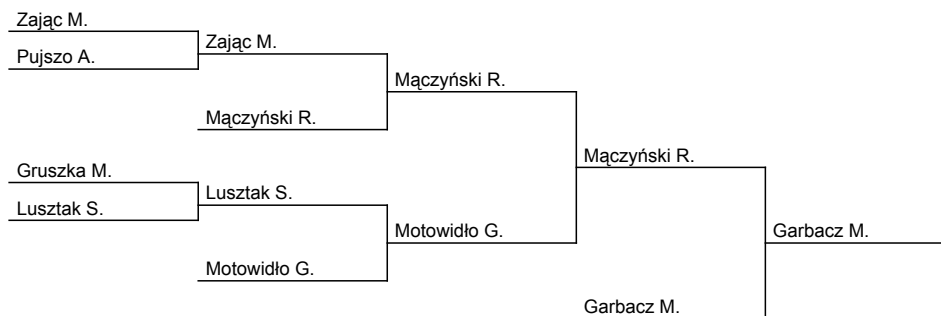 Zając M.
Pujszo A.
Zając M.
Mączyński R.
Mączyński R.
Gruszka M.
Lusztak S.
Lusztak S.
Motowidło G.
Motowidło G.
Mączyński R.
Garbacz M.
Garbacz M.